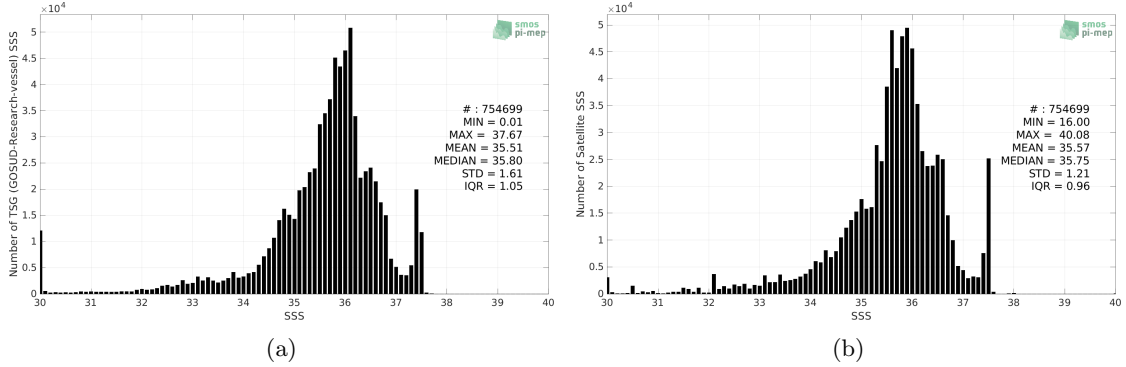 ×10⁴
5
4.5
4
3.5
3
2.5
2
1.5
1
0.5
0
30 31 32 33 34 35 36 37 38 39 40
SSS
Number of TSG (GOSUD-Research-vessel) SSS
smos
pi-mep
# : 754699
MIN = 0.01
MAX = 37.67
MEAN = 35.51
MEDIAN = 35.80
STD = 1.61
IQR = 1.05
(a)
×10⁴
5
4.5
4
3.5
3
2.5
2
1.5
1
0.5
0
30 31 32 33 34 35 36 37 38 39 40
SSS
Number of Satellite SSS
smos
pi-mep
# : 754699
MIN = 16.00
MAX = 40.08
MEAN = 35.57
MEDIAN = 35.75
STD = 1.21
IQR = 0.96
(b)